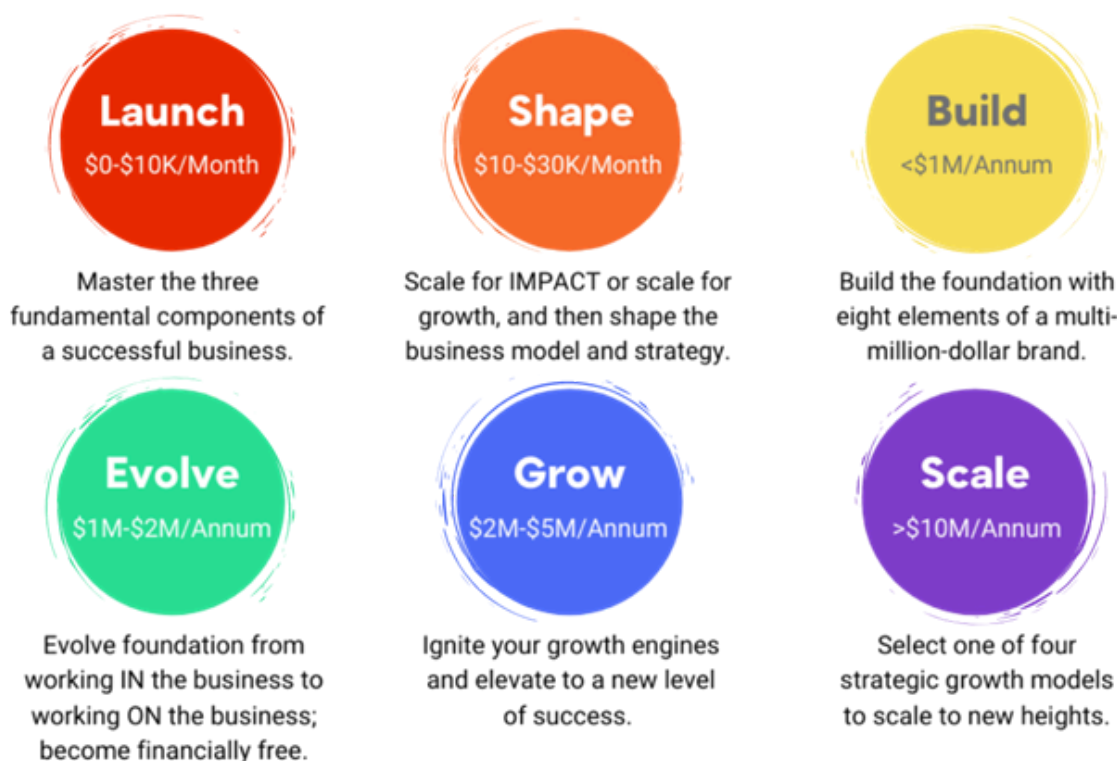 Launch
$0-$10K/Month
Master the three
fundamental components of
a successful business.
Shape
$10-$30K/Month
Scale for IMPACT or scale for
growth, and then shape the
business model and strategy.
Build
<$1M/Annum
Build the foundation with
eight elements of a multi-
million-dollar brand.
Evolve
$1M-$2M/Annum
Evolve foundation from
working IN the business to
working ON the business;
become financially free.
Grow
$2M-$5M/Annum
Ignite your growth engines
and elevate to a new level
of success.
Scale
>$10M/Annum
Select one of four
strategic growth models
to scale to new heights.